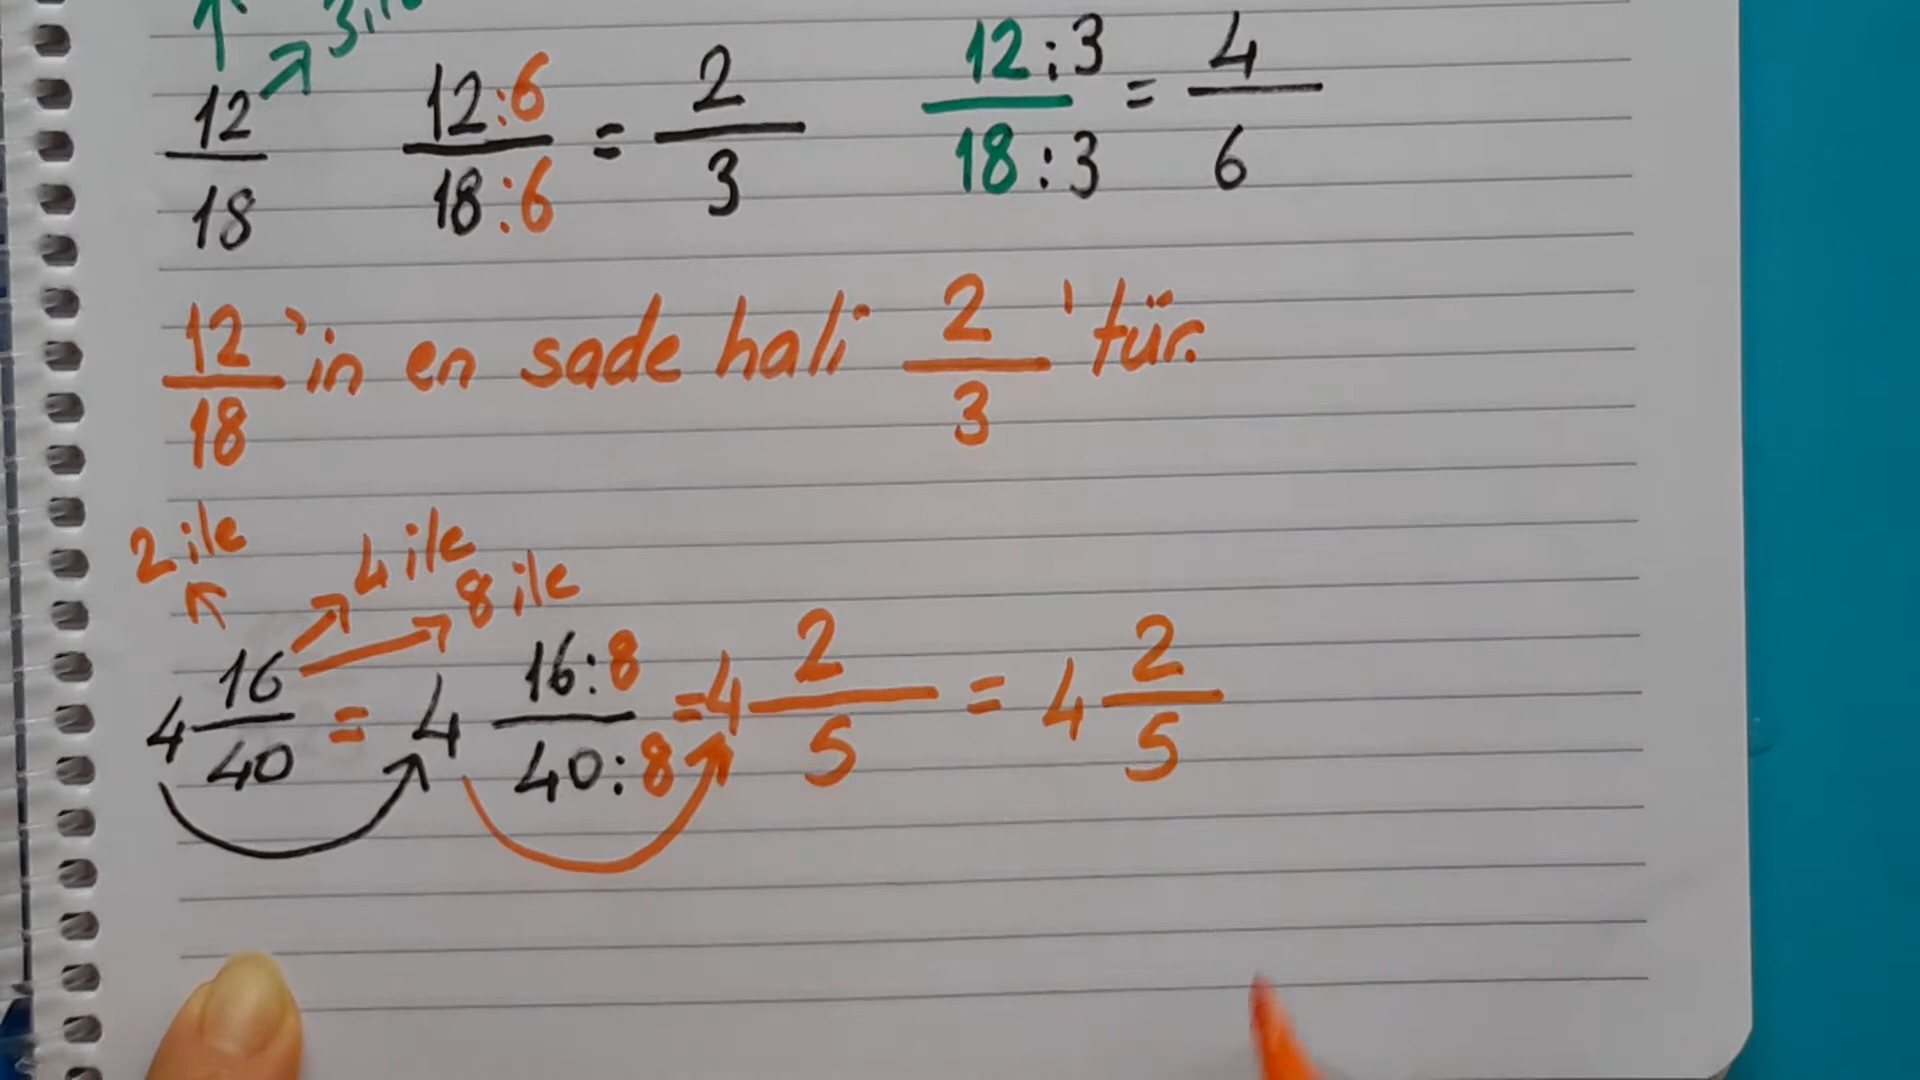 3 ile
12/18 12:6/18:6 = 2/3 12:3/18:3 = 4/6
12/18 'in en sade hali 2/3 'tür.
2 ile 4 ile 8 ile
4 16/40 = 4 16:8/40:8 = 4 2/5 = 4 2/5